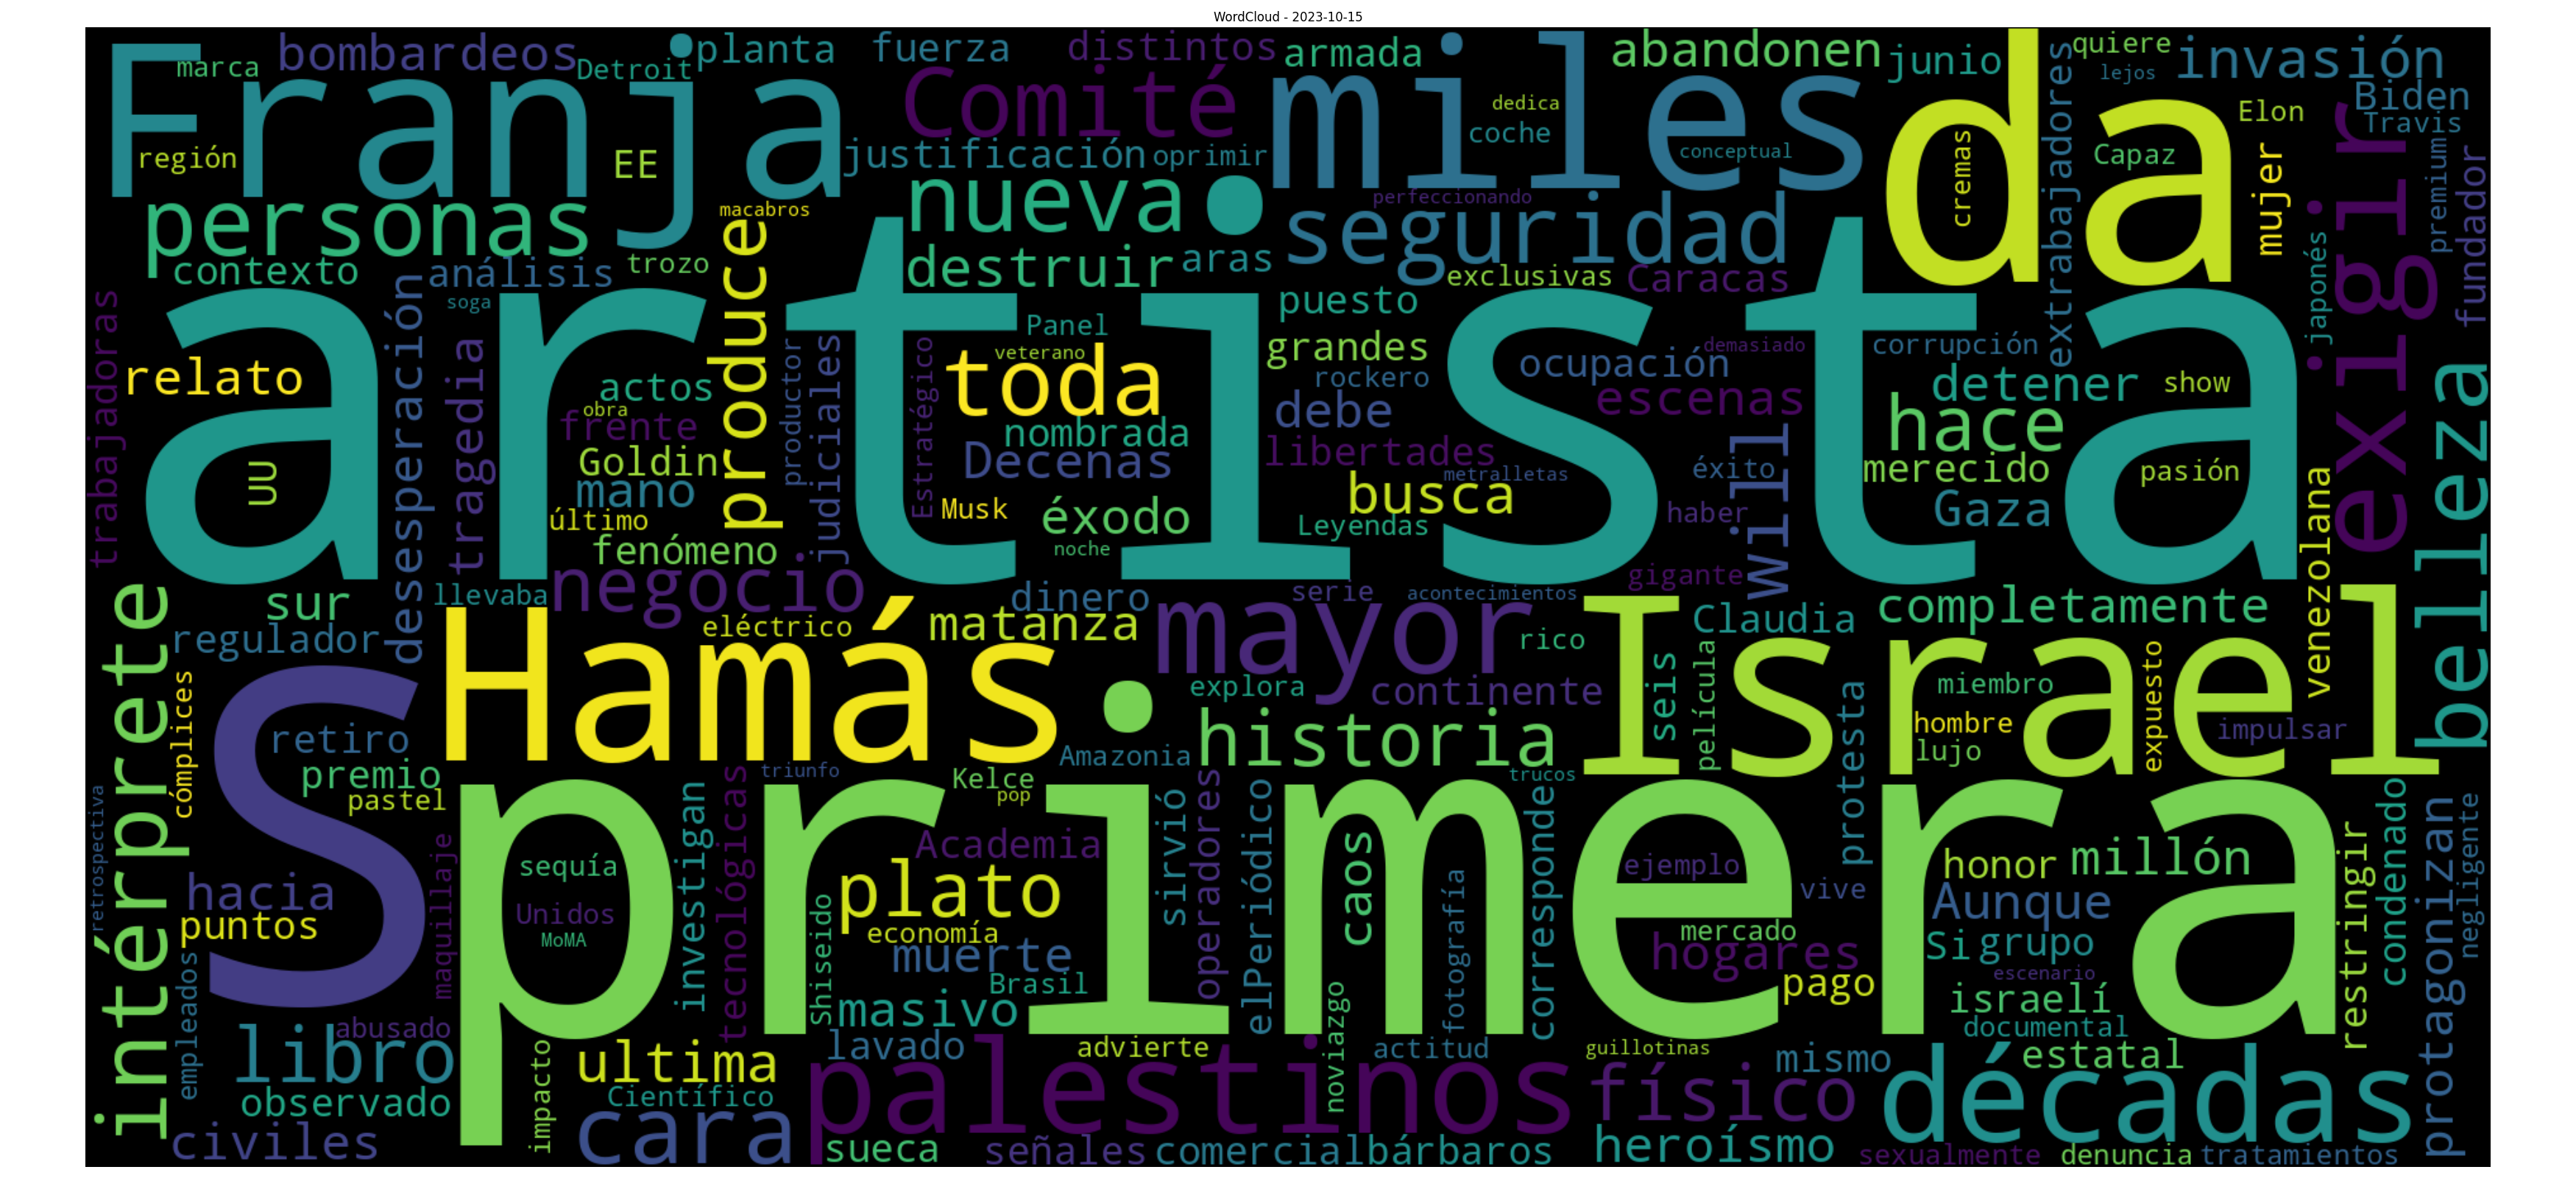 WordCloud - 2023-10-15
marca
bombardeos
Detroit
planta
fuerza
distintos
armada
abandonen
junio
quiere
lejos
invasión
Franja
Comité
miles
da
extrabajadores
Biden
Travis
Elon
dedica
coche
región
EE
justificación
oprimir
conceptual
cremas
Capaz
mujer
premium
fundador
exigir
personas
macabros
nueva
perfeccionando
seguridad
japonés
contexto
análisis
trozo
produce
destruir
aras
exclusivas
Caracas
trabajadoras
desesperación
soga
artista
puesto
Panel
relato
tragedia
actos
obra
frente
productor
judiciales
Estratégico
veterano
toda
nombrada
grandes
rockero
debe
libertades
ocupación
demasiado
escenas
corrupción
detener
show
hace
belleza
UU
Goldin
mano
último
fenómeno
Decenas
Musk
éxodo
noche
metralletas
busca
Leyendas
éxito
haber
will
merecido
Gaza
pasión
venezolana
intérprete
sur
llevaba
negocio
dinero
serie
acontecimientos
gigante
regulador
Hamás
eléctrico
matanza
mayor
rico
Claudia
completamente
Israel
cómplices
S
retiro
premio
pastel
explora
continente
seis
película
protesta
miembro
hombre
lujo
expuesto
impulsar
Amazonia
historia
triunfo
Kelce
pop
trucos
retrospectiva
hacia
puntos
maquillaje
primera
sequía
Unidos
MoMA
investigan
tecnológicas
Shiseido
Academia
plato
economía
muerte
Brasil
masivo
sirvió
operadores
elPeriódico
caos
fotografía
corresponde
ejemplo
vive
mercado
hogares
pago
honor
millón
Aunque
Si
grupo
escenario
israelí
documental
restringir
condenado
protagonizan
negligente
empleados
abusado
libro
observado
civiles
impacto
ultima
Científico
cara
lavado
advierte
noviazgo
actitud
guillotinas
mismo
estatal
palestinos
físico
décadas
sueca
señales
comercial
bárbaros
heroísmo
sexualmente
denuncia
tratamientos